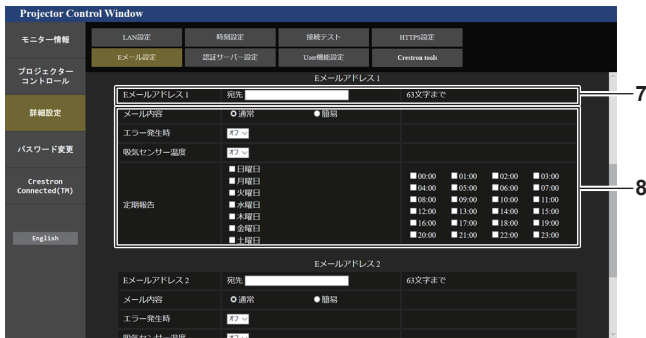 Projector Control Window
モニター情報
プロジェクター
コントロール
詳細設定
パスワード変更
Crestron
Connected(TM)
English
LAN設定 時刻設定 接続テスト HTTPS設定
Eメール設定 認証サーバー設定 User機能設定 Crestron tools
Eメールアドレス 1
Eメールアドレス 1 宛先 63文字まで 7
メール内容 通常 簡易
エラー発生時 オフ
吸気センサー温度 オフ
定期報告
日曜日
月曜日
火曜日
水曜日
木曜日
金曜日
土曜日
00:00 01:00 02:00 03:00
04:00 05:00 06:00 07:00
08:00 09:00 10:00 11:00
12:00 13:00 14:00 15:00
16:00 17:00 18:00 19:00
20:00 21:00 22:00 23:00
8
Eメールアドレス 2
Eメールアドレス 2 宛先 63文字まで
メール内容 通常 簡易
エラー発生時 オフ
吸気センサー温度 オフ